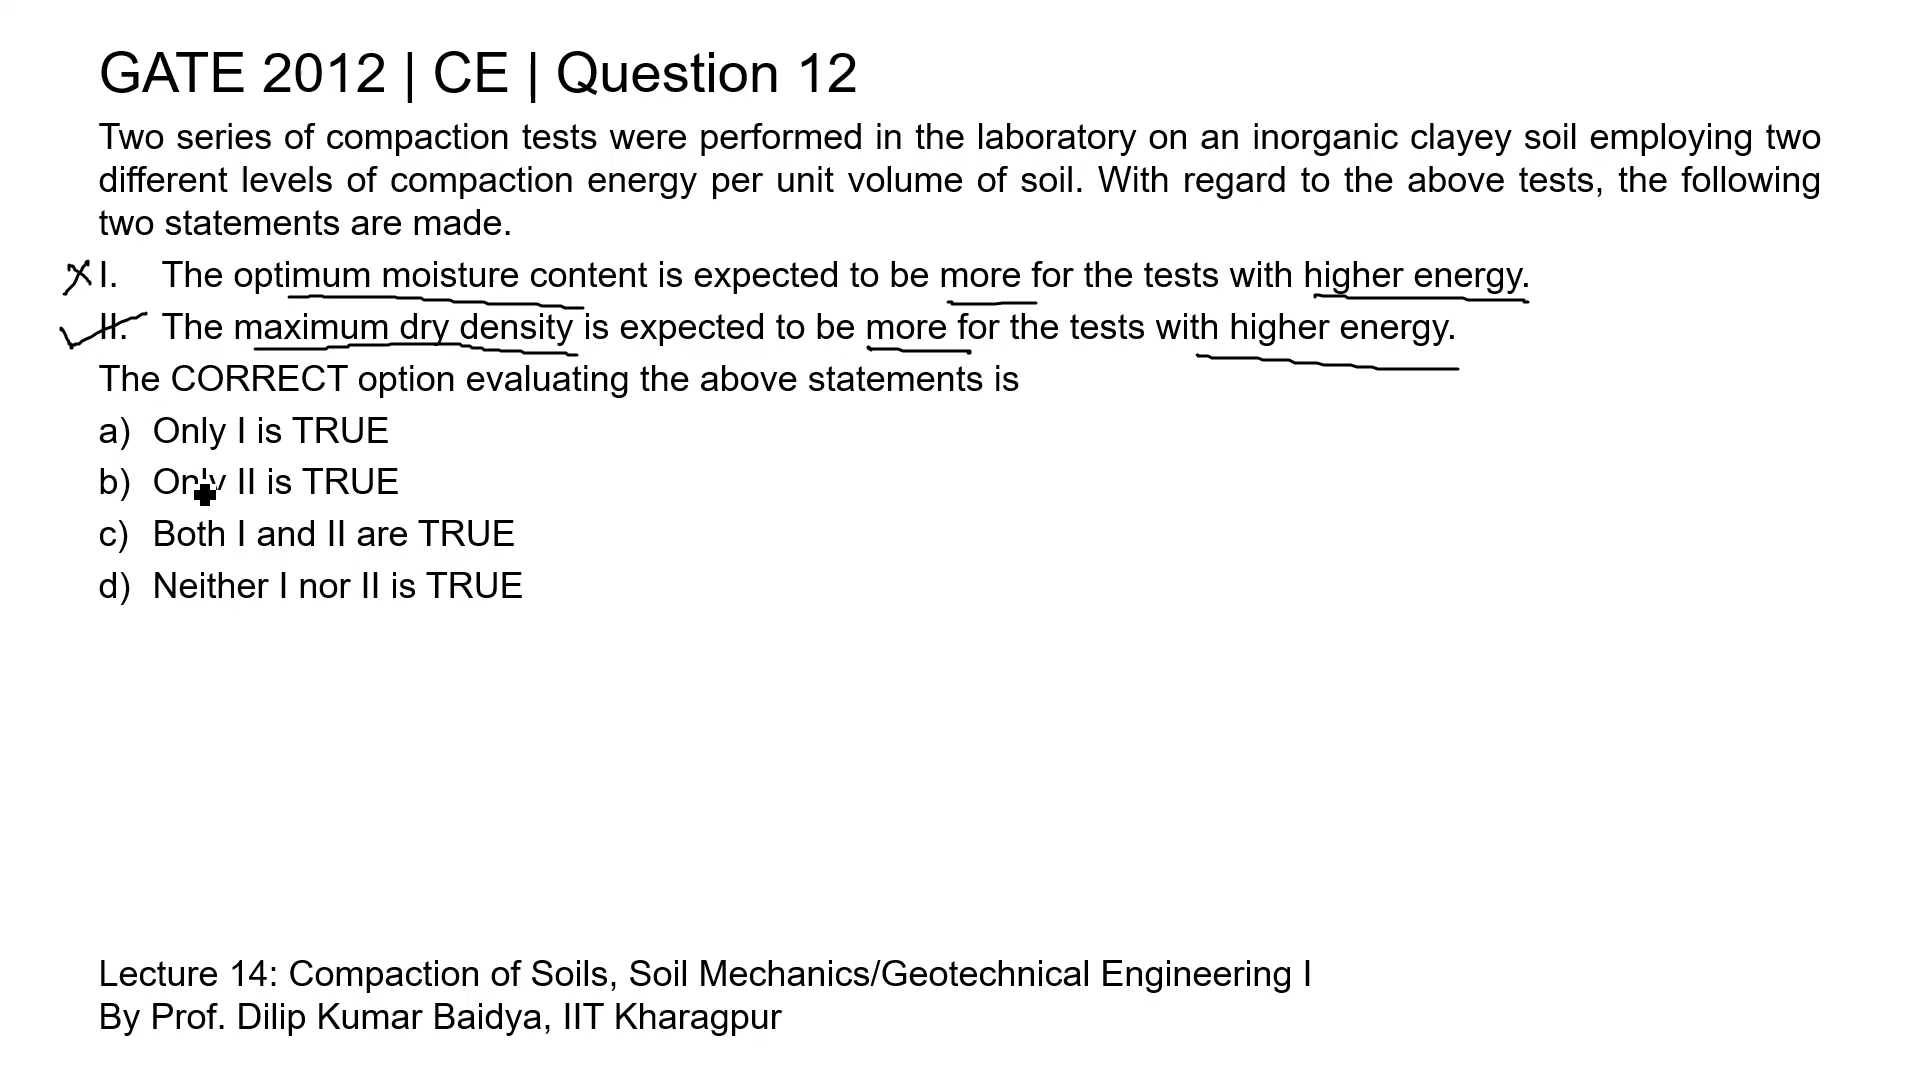 GATE 2012 | CE | Question 12
Two series of compaction tests were performed in the laboratory on an inorganic clayey soil employing two
different levels of compaction energy per unit volume of soil. With regard to the above tests, the following
two statements are made.
I. The optimum moisture content is expected to be more for the tests with higher energy.
II. The maximum dry density is expected to be more for the tests with higher energy.
The CORRECT option evaluating the above statements is
a) Only I is TRUE
b) Only II is TRUE
c) Both I and II are TRUE
d) Neither I nor II is TRUE
Lecture 14: Compaction of Soils, Soil Mechanics/Geotechnical Engineering I
By Prof. Dilip Kumar Baidya, IIT Kharagpur